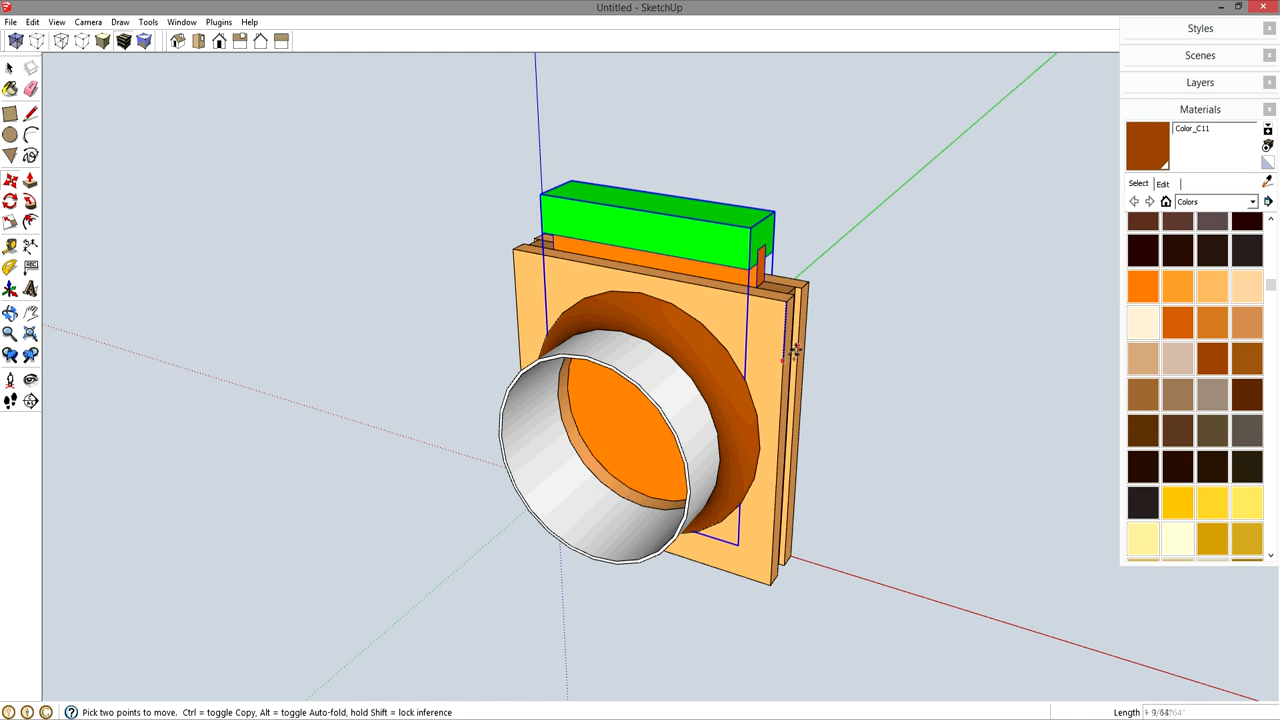 Untitled - SketchUp
File Edit View Camera Draw Tools Window Plugins Help
Styles
Scenes
Layers
Materials
Color_C11
Select Edit
Colors
Pick two points to move. Ctrl = toggle Copy, Alt = toggle Auto-fold, hold Shift = lock inference
Length